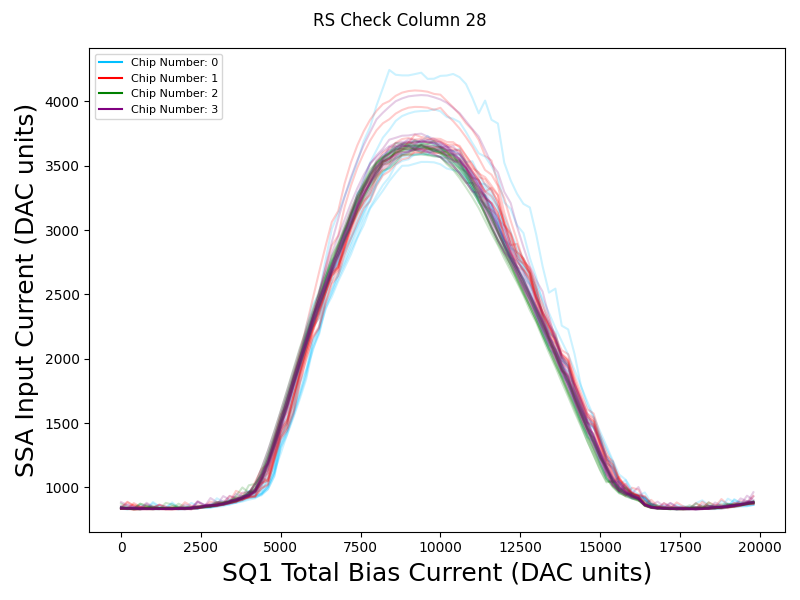 RS Check Column 28
Chip Number: 0
Chip Number: 1
Chip Number: 2
Chip Number: 3
SSA Input Current (DAC units)
4000
3500
3000
2500
2000
1500
1000
0 2500 5000 7500 10000 12500 15000 17500 20000
SQ1 Total Bias Current (DAC units)